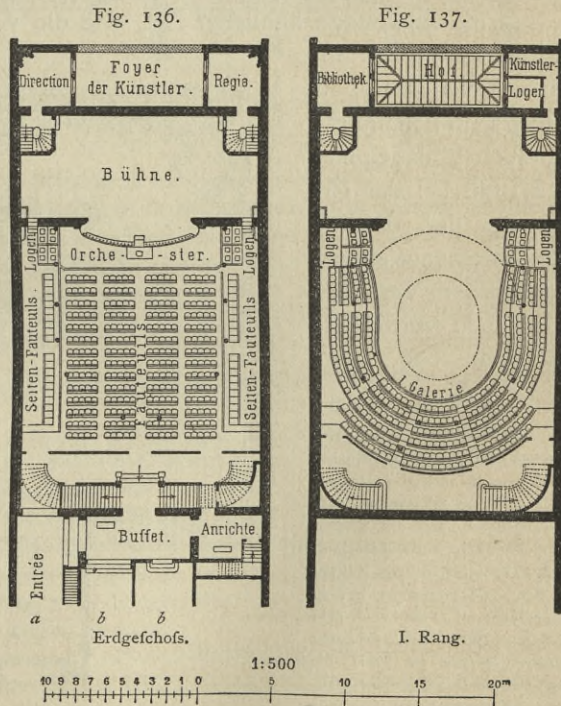 Fig. 136.
Direction
Foyer
der Künstler.
Regie.
Bühne.
Logen
Orche-
-ster.
Logen
Seiten-Fauteuils.
Fauteuils
Seiten-Fauteuils
Buffet.
Anrichte
Entrée
a
b
b
Erdgeſchoſs.
Fig. 137.
Bibliothek.
Hof.
Künstler-
Logen
Logen
Logen
I. Galerie
I. Rang.
1:500
10 9 8 7 6 5 4 3 2 1 0 5 10 15 20m